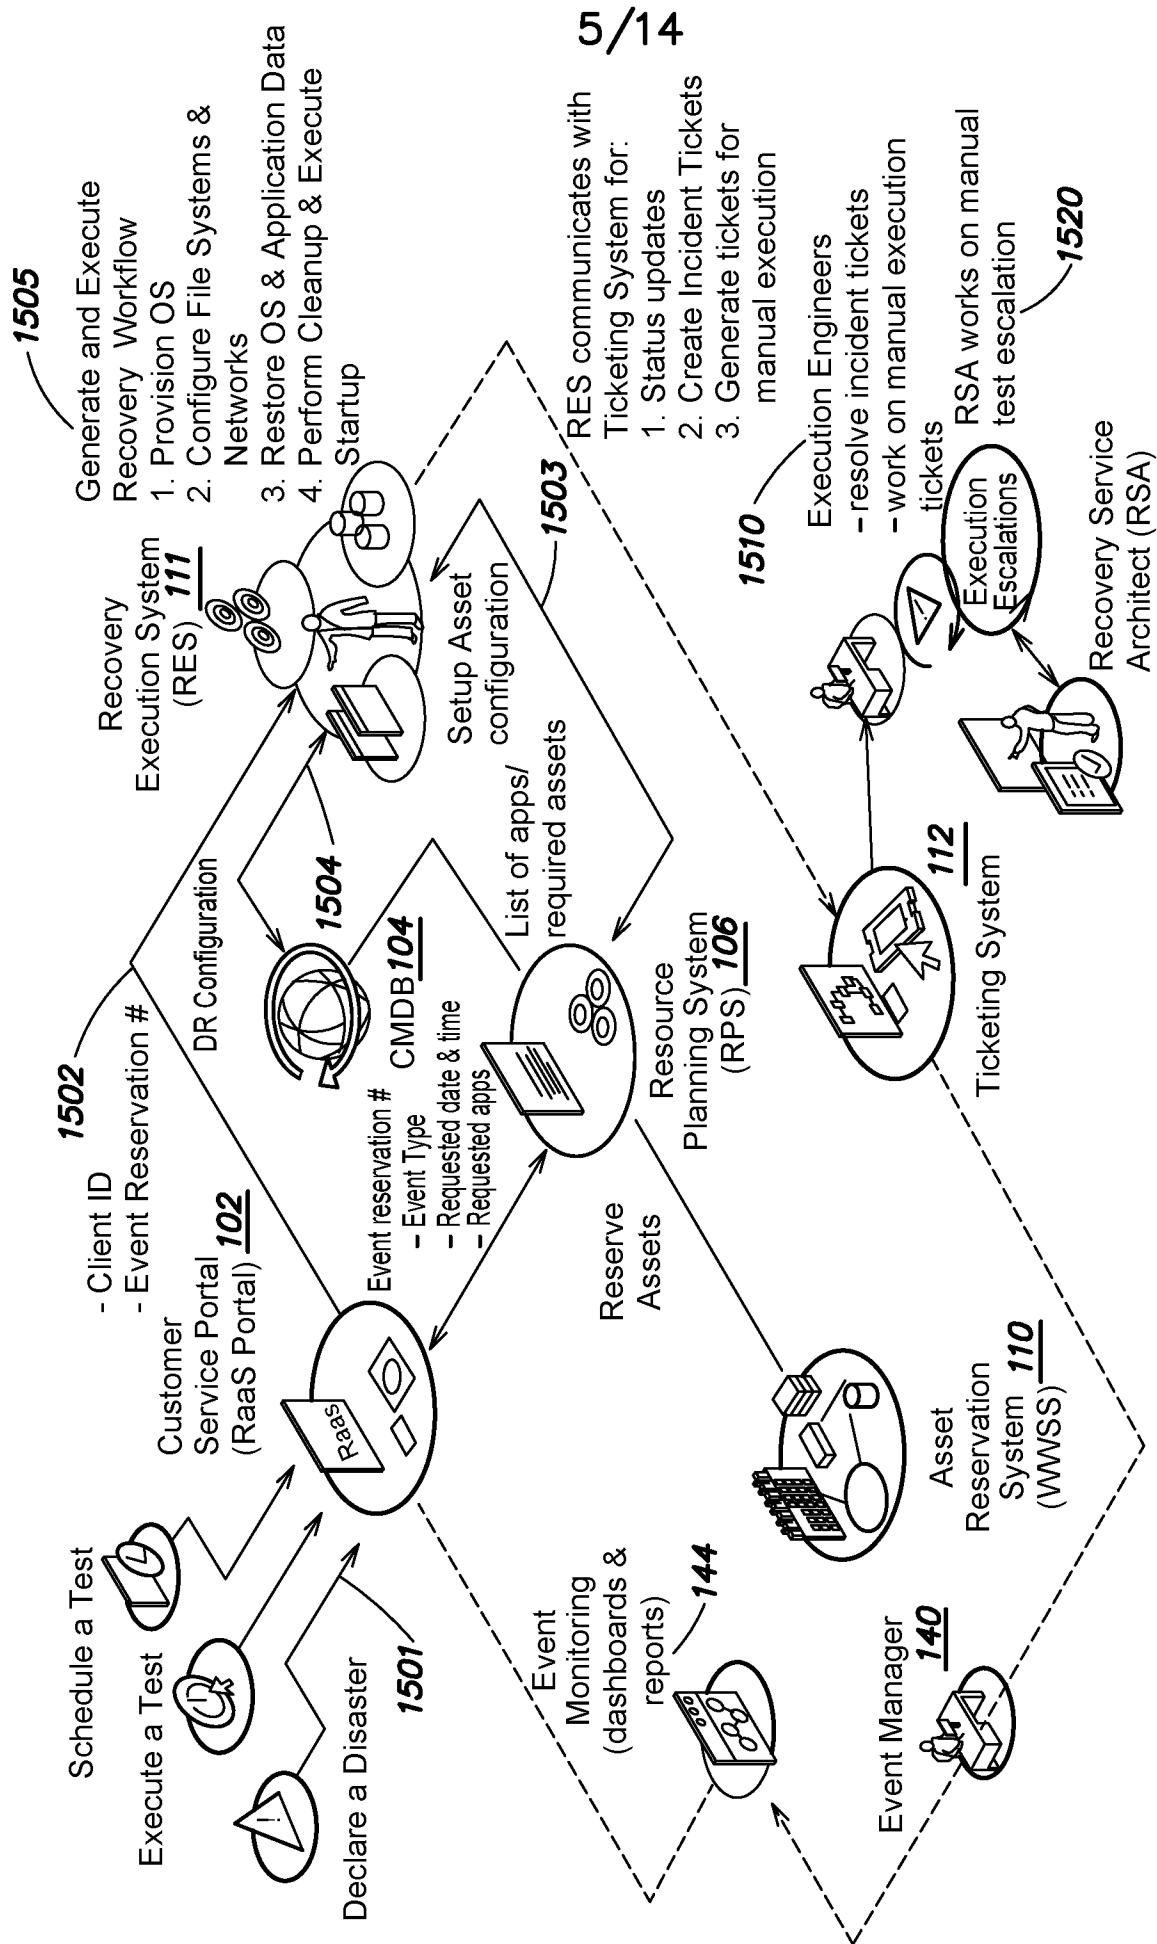 5/14
Schedule a Test
Execute a Test
Declare a Disaster
1501
Customer
Service Portal
(RaaS Portal) 102
Raas
1502
- Client ID
- Event Reservation #
DR Configuration
Recovery
Execution System
(RES) 111
1505
Generate and Execute
Recovery Workflow
1. Provision OS
2. Configure File Systems &
Networks
3. Restore OS & Application Data
4. Perform Cleanup & Execute
Startup
1504
CMDB 104
Event reservation #
- Event Type
- Requested date & time
- Requested apps
List of apps/
required assets
Setup Asset
configuration
1503
Resource
Planning System
(RPS) 106
Reserve
Assets
RES communicates with
Ticketing System for:
1. Status updates
2. Create Incident Tickets
3. Generate tickets for
manual execution
Event
Monitoring
(dashboards &
reports)
144
Asset
Reservation
System 110
(WWSS)
Event Manager
140
Ticketing System
112
1510
Execution Engineers
- resolve incident tickets
- work on manual execution
tickets
Execution
Escalations
RSA works on manual
test escalation
1520
Recovery Service
Architect (RSA)